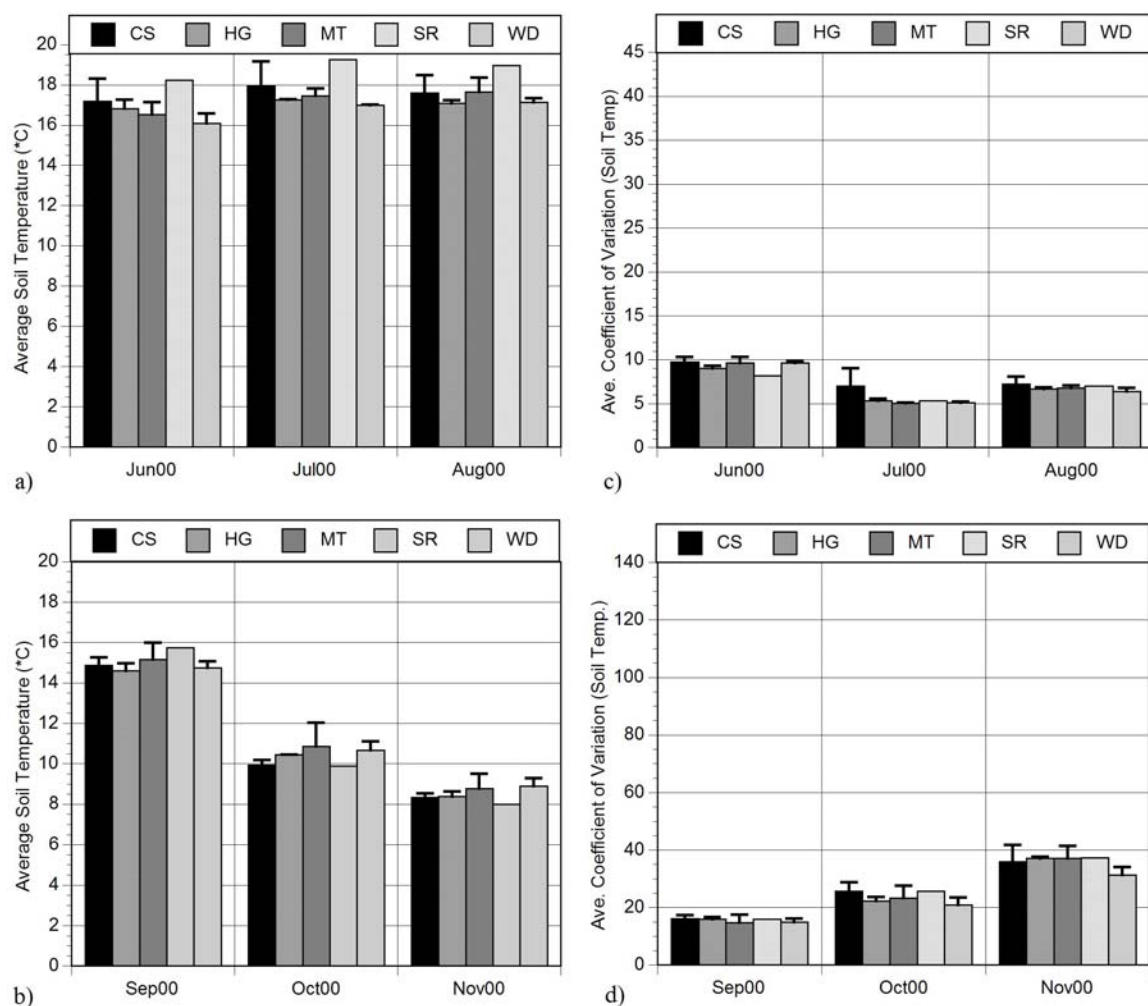 CS HG MT SR WD
20
18
16
14
12
10
8
6
4
2
0
Average Soil Temperature (*C)
Jun00 Jul00 Aug00
a)
CS HG MT SR WD
45
40
35
30
25
20
15
10
5
0
Ave. Coefficient of Variation (Soil Temp)
Jun00 Jul00 Aug00
c)
CS HG MT SR WD
20
18
16
14
12
10
8
6
4
2
0
Average Soil Temperature (*C)
Sep00 Oct00 Nov00
b)
CS HG MT SR WD
140
120
100
80
60
40
20
0
Ave. Coefficient of Variation (Soil Temp.)
Sep00 Oct00 Nov00
d)